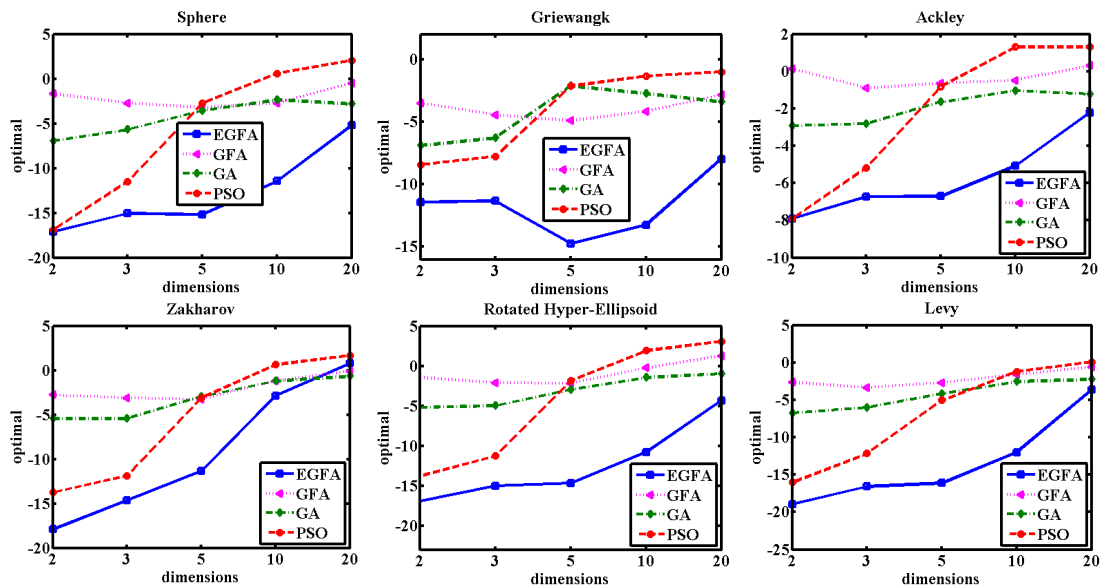 Sphere
optimal
5
0
-5
-10
-15
-20
2
3
5
10
20
dimensions
EGFA
GFA
GA
PSO
Griewangk
optimal
0
-5
-10
-15
2
3
5
10
20
dimensions
EGFA
GFA
GA
PSO
Ackley
optimal
2
0
-2
-4
-6
-8
-10
2
3
5
10
20
dimensions
EGFA
GFA
GA
PSO
Zakharov
optimal
5
0
-5
-10
-15
-20
2
3
5
10
20
dimensions
EGFA
GFA
GA
PSO
Rotated Hyper-Ellipsoid
optimal
5
0
-5
-10
-15
-20
2
3
5
10
20
dimensions
EGFA
GFA
GA
PSO
Levy
optimal
5
0
-5
-10
-15
-20
-25
2
3
5
10
20
dimensions
EGFA
GFA
GA
PSO